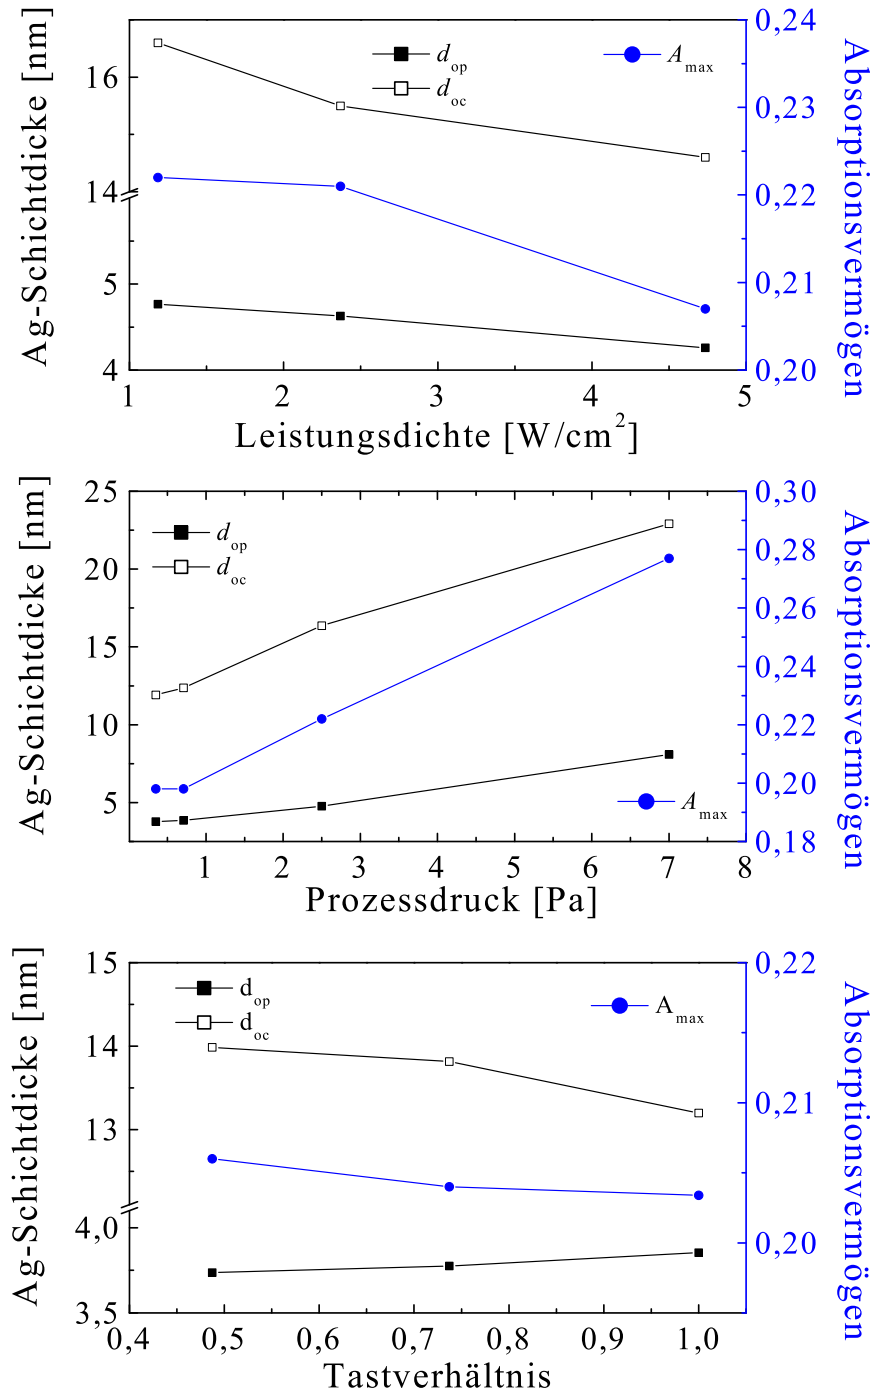 Ag-Schichtdicke [nm]
16
14
5
4
d_op
d_oc
A_max
0,24
0,23
0,22
0,21
0,20
Absorptionsvermögen
1 2 3 4 5
Leistungsdichte [W/cm²]
Ag-Schichtdicke [nm]
25
20
15
10
5
d_op
d_oc
A_max
0,30
0,28
0,26
0,24
0,22
0,20
0,18
Absorptionsvermögen
1 2 3 4 5 6 7 8
Prozessdruck [Pa]
Ag-Schichtdicke [nm]
15
14
13
4,0
3,5
d_op
d_oc
A_max
0,22
0,21
0,20
Absorptionsvermögen
0,4 0,5 0,6 0,7 0,8 0,9 1,0
Tastverhältnis